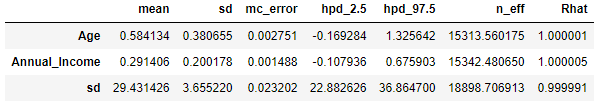 mean sd mc_error hpd_2.5 hpd_97.5 n_eff Rhat
Age 0.584134 0.380655 0.002751 -0.169284 1.325642 15313.560175 1.000001
Annual_Income 0.291406 0.200178 0.001488 -0.107936 0.675903 15342.482650 1.000005
sd 29.431426 3.655220 0.023202 22.882626 36.864700 18898.706913 0.999991